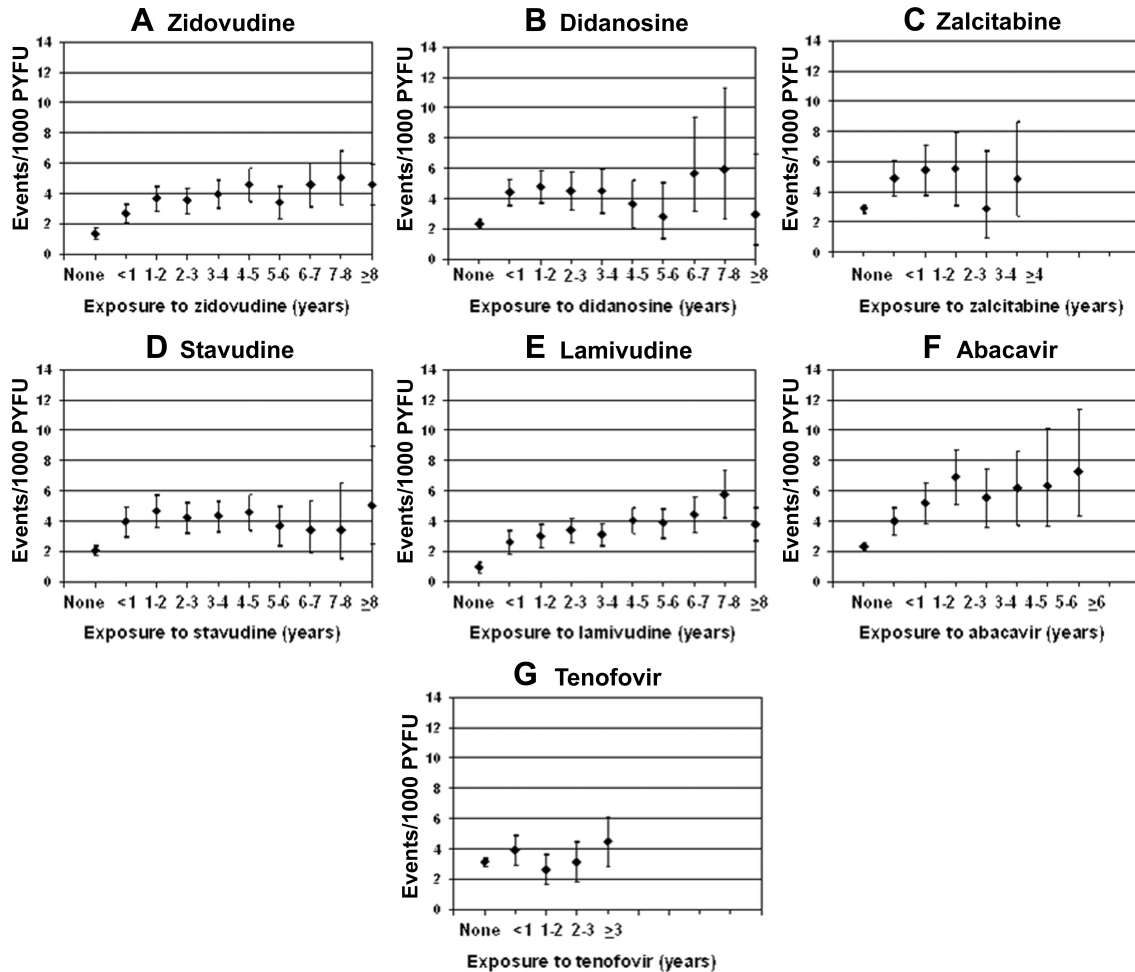 A Zidovudine
Events/1000 PYFU
14
12
10
8
6
4
2
0
None <1 1-2 2-3 3-4 4-5 5-6 6-7 7-8 ≥8
Exposure to zidovudine (years)
B Didanosine
Events/1000 PYFU
14
12
10
8
6
4
2
0
None <1 1-2 2-3 3-4 4-5 5-6 6-7 7-8 ≥8
Exposure to didanosine (years)
C Zalcitabine
Events/1000 PYFU
14
12
10
8
6
4
2
0
None <1 1-2 2-3 3-4 ≥4
Exposure to zalcitabine (years)
D Stavudine
Events/1000 PYFU
14
12
10
8
6
4
2
0
None <1 1-2 2-3 3-4 4-5 5-6 6-7 7-8 ≥8
Exposure to stavudine (years)
E Lamivudine
Events/1000 PYFU
14
12
10
8
6
4
2
0
None <1 1-2 2-3 3-4 4-5 5-6 6-7 7-8 ≥8
Exposure to lamivudine (years)
F Abacavir
Events/1000 PYFU
14
12
10
8
6
4
2
0
None <1 1-2 2-3 3-4 4-5 5-6 ≥6
Exposure to abacavir (years)
G Tenofovir
Events/1000 PYFU
14
12
10
8
6
4
2
0
None <1 1-2 2-3 ≥3
Exposure to tenofovir (years)